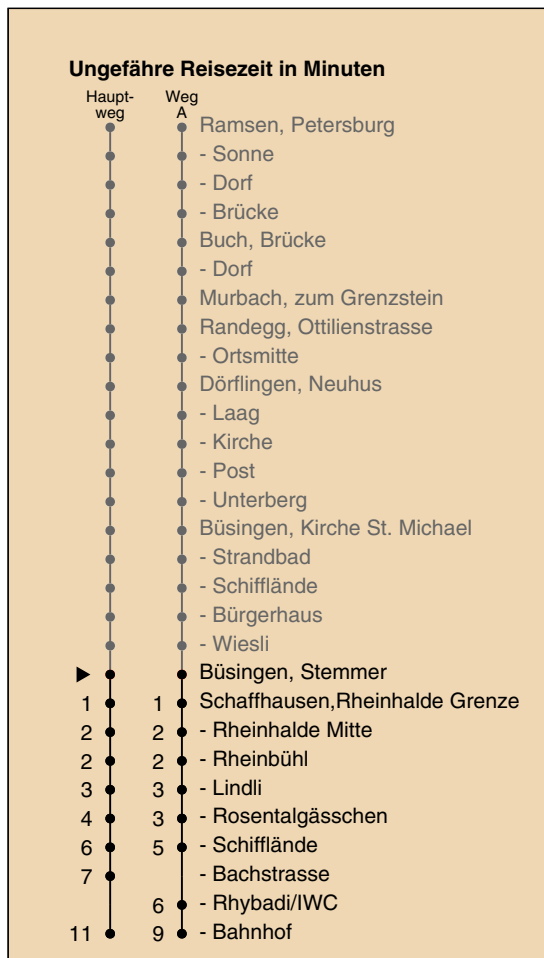 Ungefähre Reisezeit in Minuten
Haupt- Weg
weg A
Ramsen, Petersburg
- Sonne
- Dorf
- Brücke
Buch, Brücke
- Dorf
Murbach, zum Grenzstein
Randegg, Ottilienstrasse
- Ortsmitte
Dörflingen, Neuhus
- Laag
- Kirche
- Post
- Unterberg
Büsingen, Kirche St. Michael
- Strandbad
- Schifflände
- Bürgerhaus
- Wiesli
Büsingen, Stemmer
1 1 Schaffhausen,Rheinhalde Grenze
2 2 - Rheinhalde Mitte
2 2 - Rheinbühl
3 3 - Lindli
4 3 - Rosentalgässchen
6 5 - Schifflände
7 - Bachstrasse
6 - Rhybadi/IWC
11 9 - Bahnhof